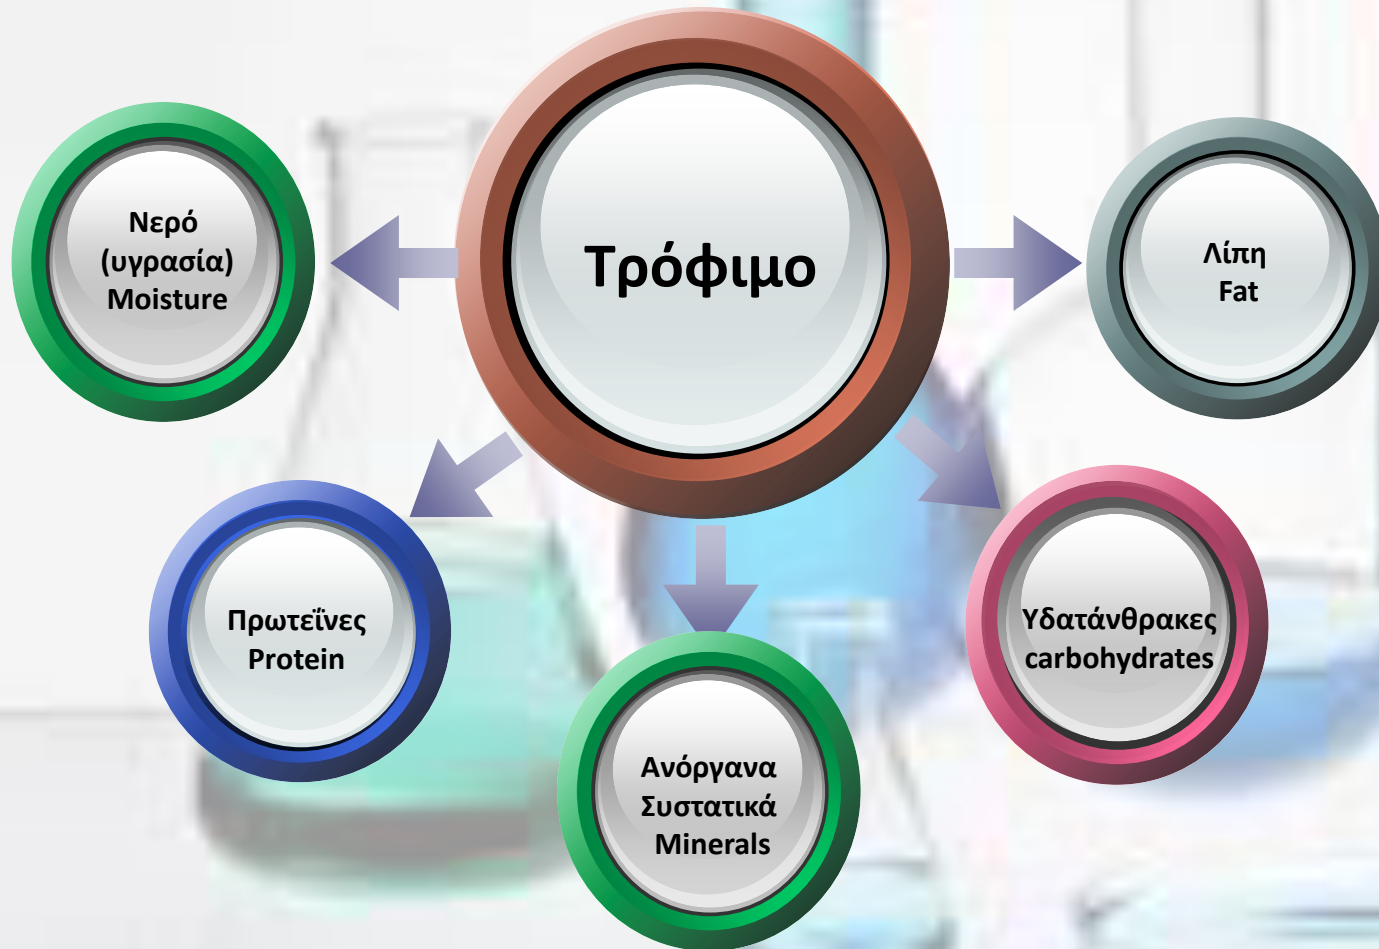 Τρόφιμο
Νερό
(υγρασία)
Moisture
Λίπη
Fat
Πρωτεΐνες
Protein
Υδατάνθρακες
carbohydrates
Ανόργανα
Συστατικά
Minerals